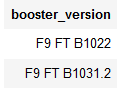 booster_version
F9 FT B1022
F9 FT B1031.2